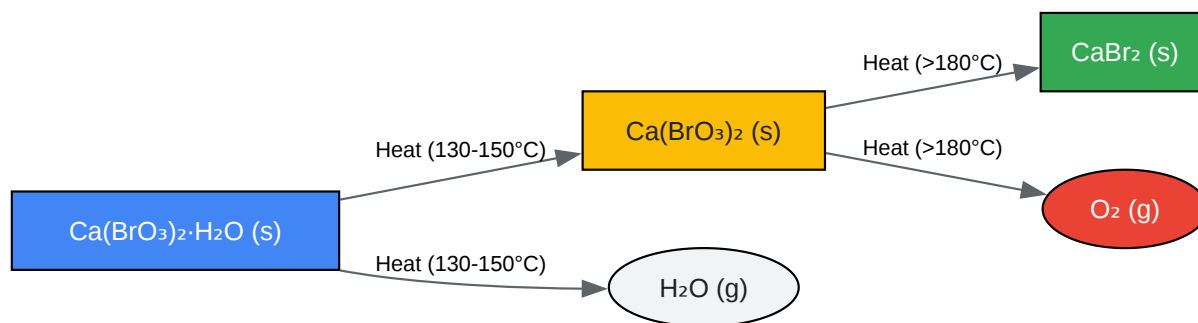 Heat (>180°C)
CaBr₂ (s)
Ca(BrO₃)₂ (s)
Heat (130-150°C)
Heat (>180°C)
O₂ (g)
Ca(BrO₃)₂·H₂O (s)
Heat (130-150°C)
H₂O (g)